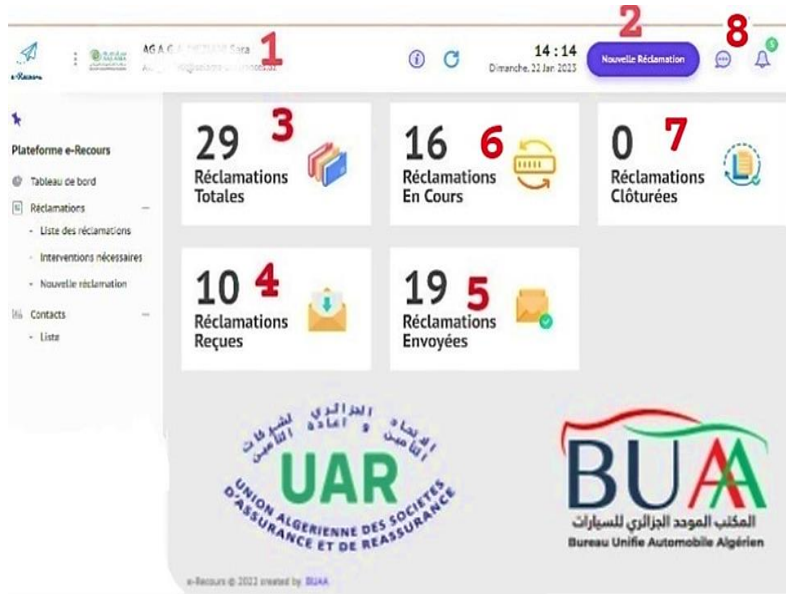 2
8
e-Recours
AG A Sara
1
14 : 14
Dimanche, 22 Jan 2023
Nouvelle Réclamation
5
Plateforme e-Recours
Tableau de bord
Réclamations
Liste des réclamations
Interventions nécessaires
Nouvelle réclamation
Contacts
Liste
29 3
Réclamations
Totales
16 6
Réclamations
En Cours
0 7
Réclamations
Clôturées
10 4
Réclamations
Reçues
19 5
Réclamations
Envoyées
الاتحاد الجزائري لشركات
التأمين و اعادة التأمين
UAR
UNION ALGERIENNE DES SOCIETES
D'ASSURANCE ET DE REASSURANCE
BUAA
المكتب الموحد الجزائري للسيارات
Bureau Unifie Automobile Algérien
e-Recours © 2022 created by BUAA